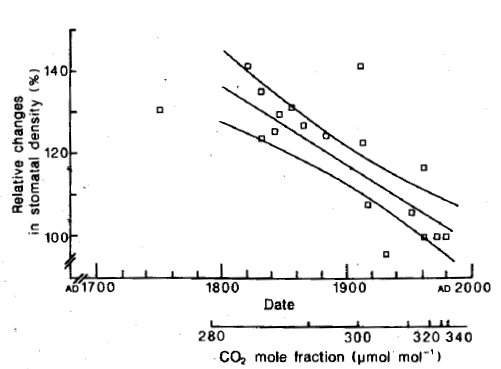 Relative changes
in stomatal density (%)
140
120
100
AD 1700
1800
1900
AD 2000
Date
280
300
320
340
CO₂ mole fraction (µmol mol⁻¹)